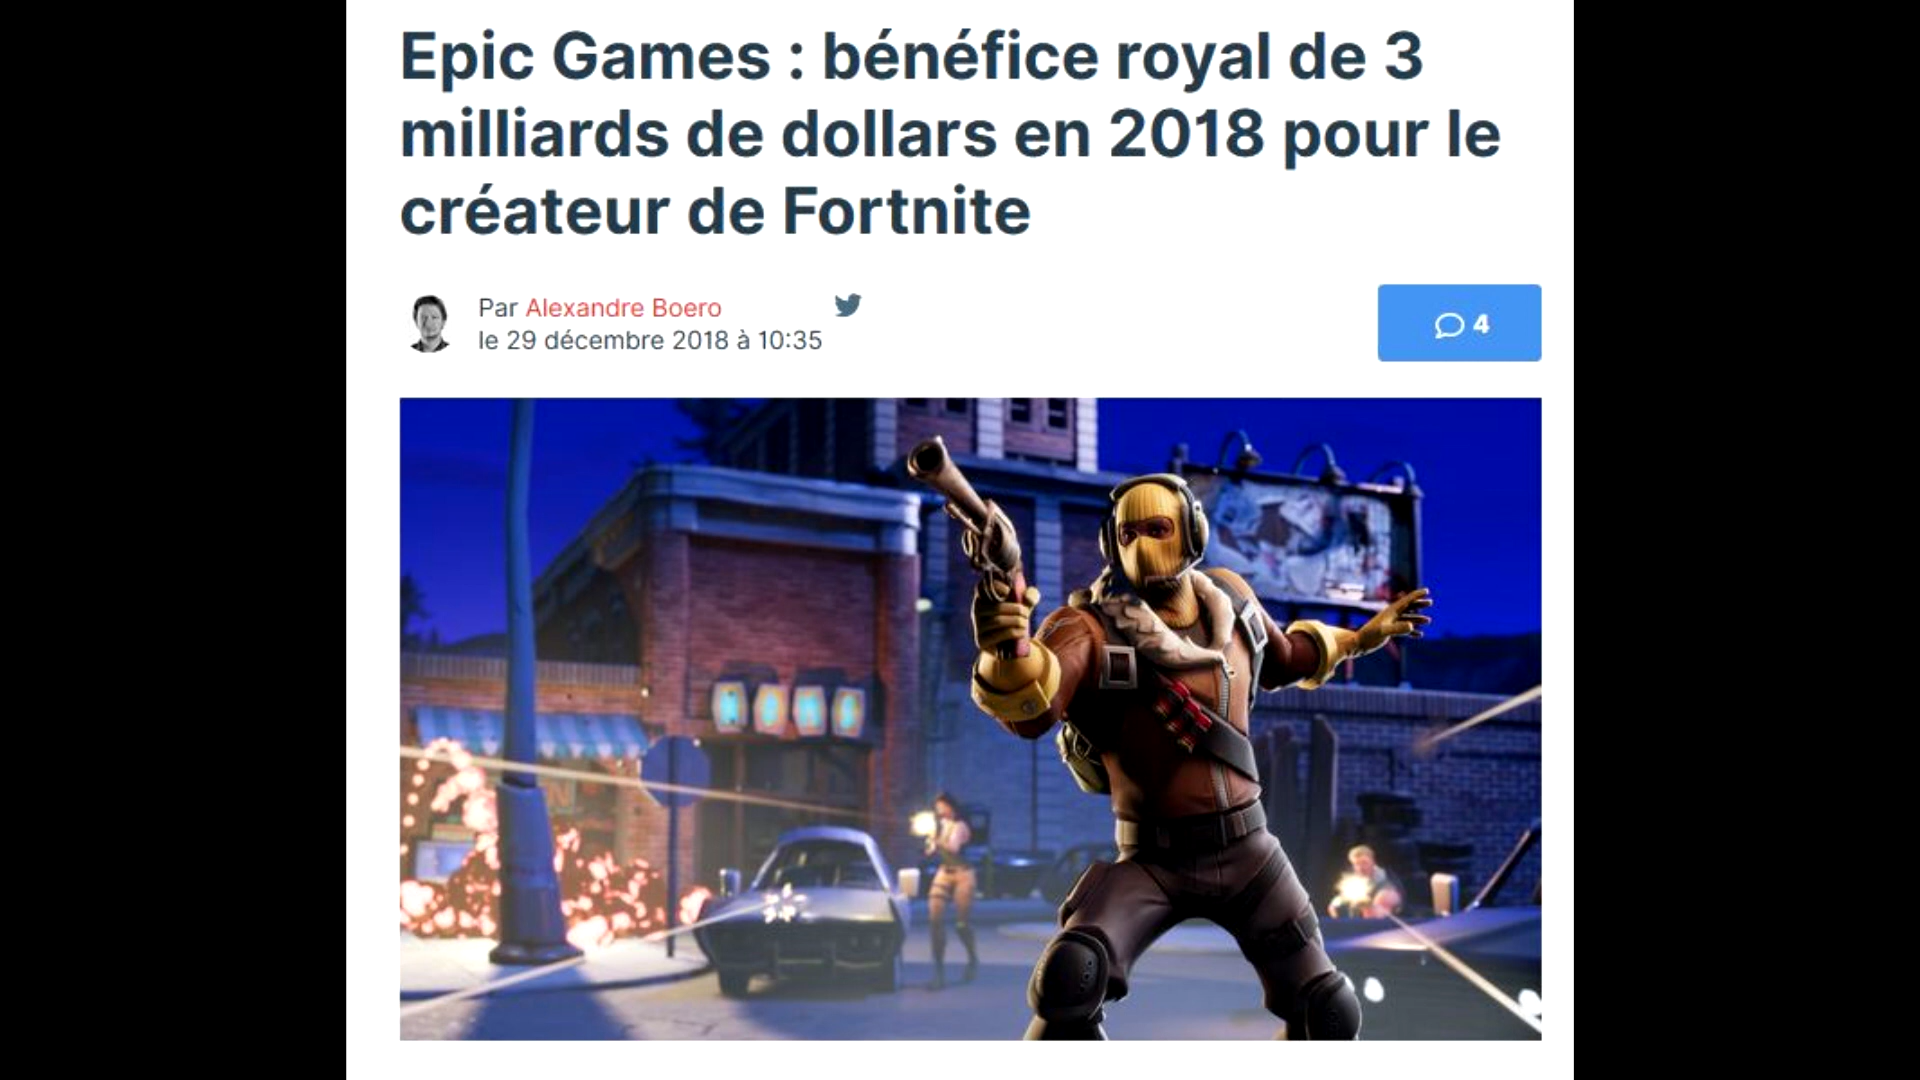 Epic Games : bénéfice royal de 3
milliards de dollars en 2018 pour le
créateur de Fortnite
Par Alexandre Boero
le 29 décembre 2018 à 10:35
4